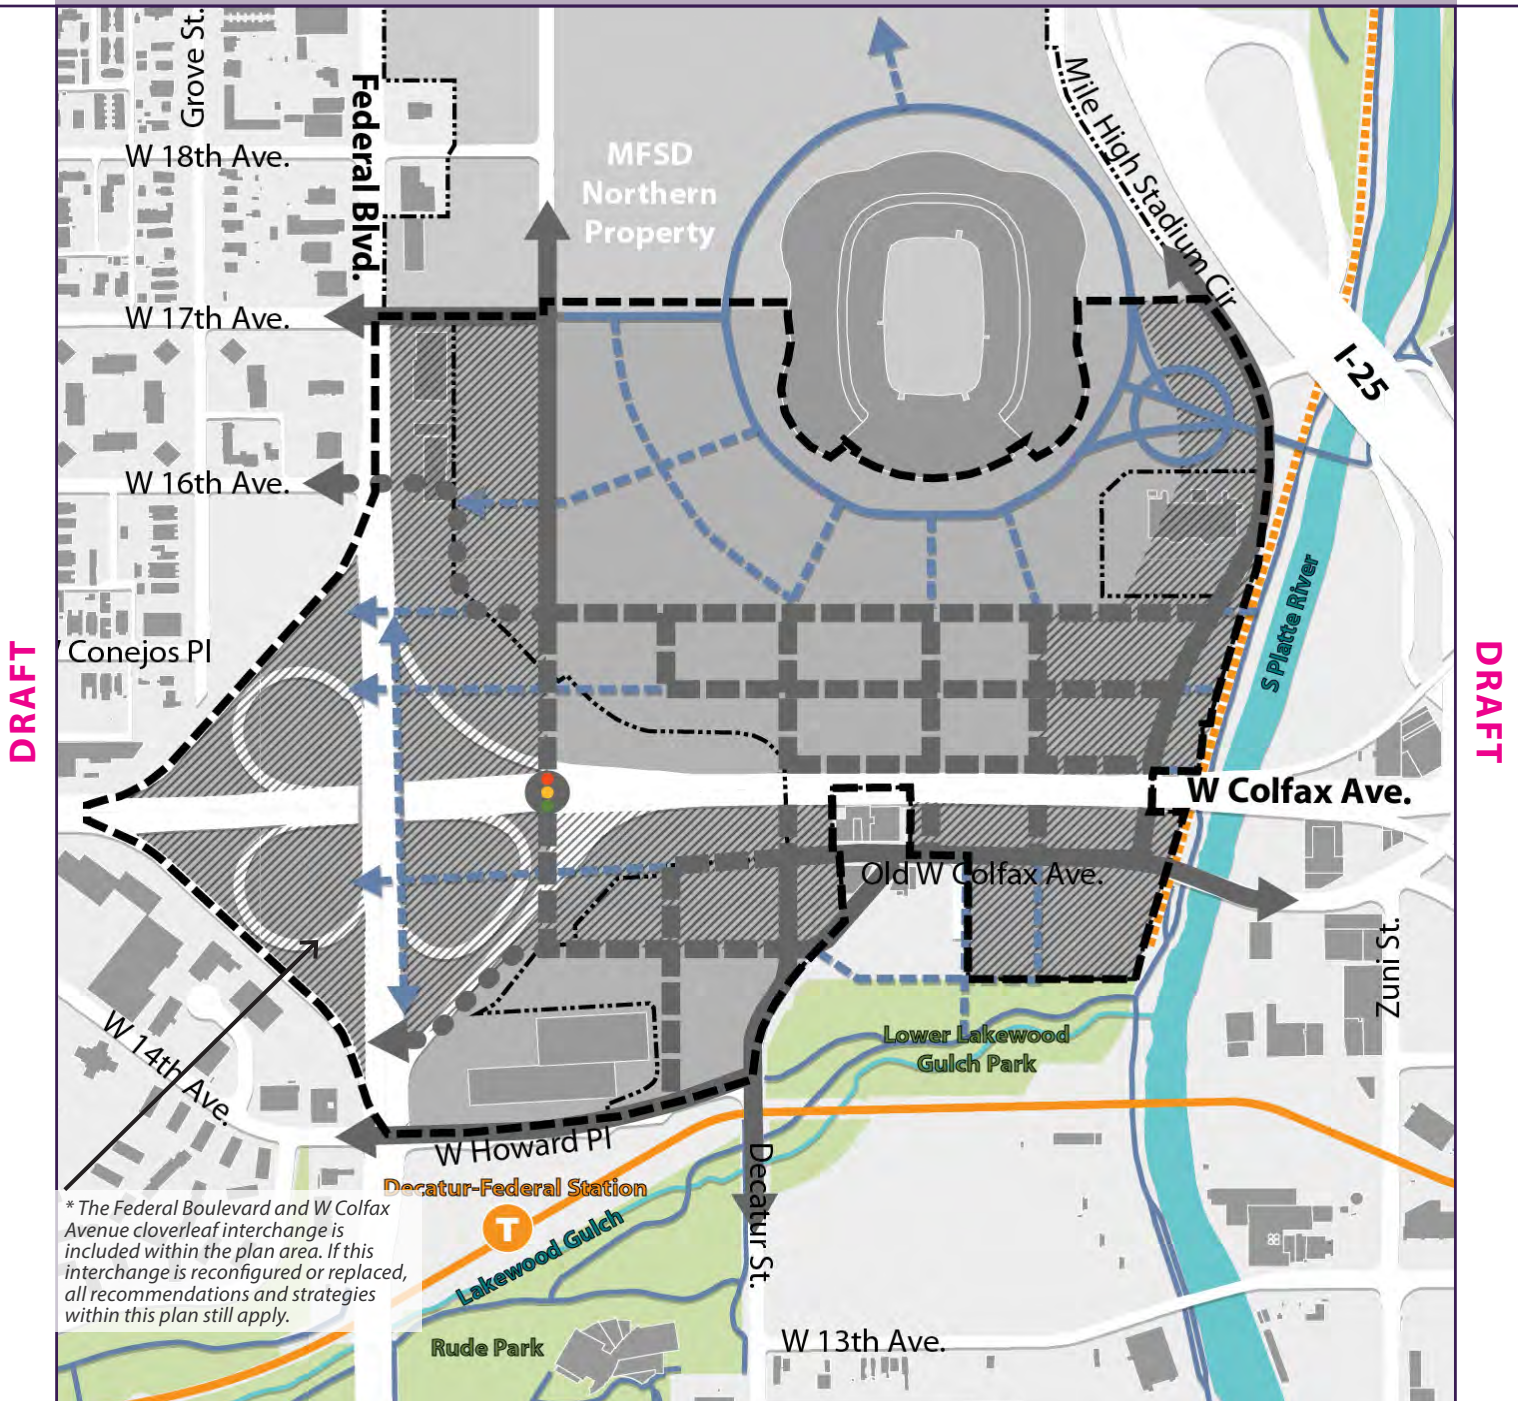 Grove St.
Federal Blvd.
W 18th Ave.
MFSD
Northern
Property
Mile High Stadium Cir
W 17th Ave.
I-25
W 16th Ave.
S Platte River
Conejos Pl
DRAFT
DRAFT
W Colfax Ave.
Old W Colfax Ave.
Zuni St.
W 14th Ave.
Lower Lakewood
Gulch Park
W Howard Pl
Decatur St.
Decatur-Federal Station
T
Lakewood Gulch
* The Federal Boulevard and W Colfax
Avenue cloverleaf interchange is
included within the plan area. If this
interchange is reconfigured or replaced,
all recommendations and strategies
within this plan still apply.
Rude Park
W 13th Ave.